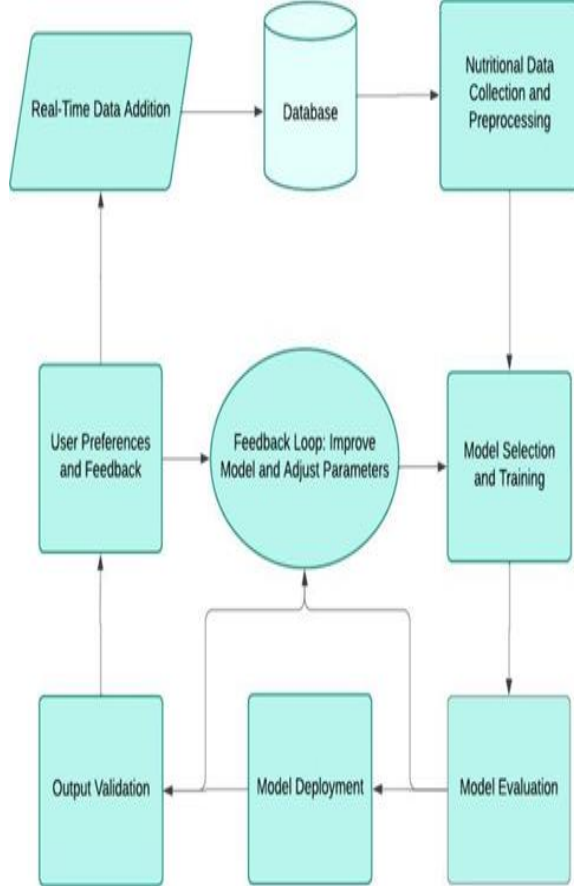 Real-Time Data Addition
Database
Nutritional Data
Collection and
Preprocessing
User Preferences
and Feedback
Feedback Loop: Improve
Model and Adjust Parameters
Model Selection
and Training
Output Validation
Model Deployment
Model Evaluation